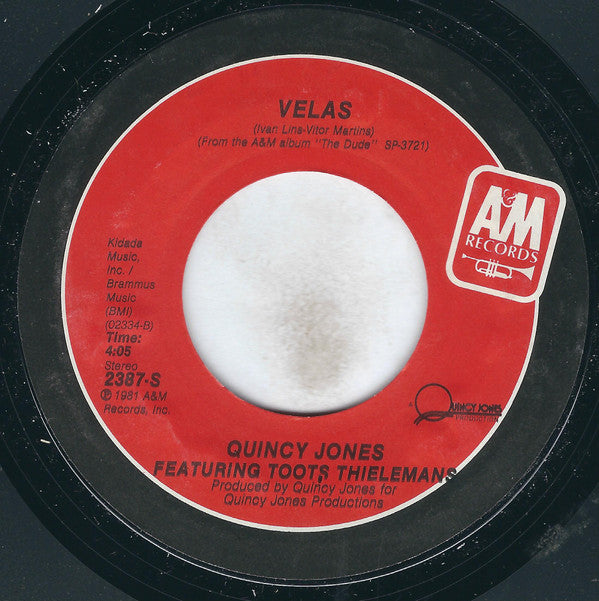 VELAS
(Ivan Lins-Vitor Martins)
(From the A&M album "The Dude" SP-3721)
A&M
RECORDS
Kidada
Music,
Inc. /
Brammus
Music
(BMI)
(02334-B)
Time:
4:05
Stereo
2387-S
℗ 1981 A&M
Records, Inc.
QUINCY JONES
PRODUCTION
QUINCY JONES
FEATURING TOOTS THIELEMANS
Produced by Quincy Jones for
Quincy Jones Productions